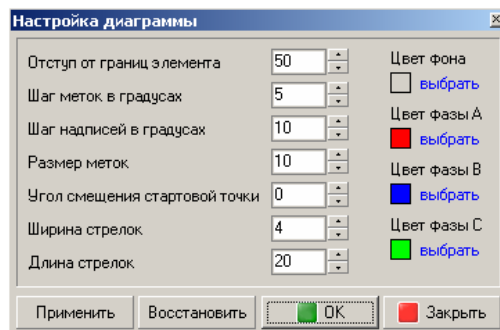 Настройка диаграммы
Отступ от границ элемента 50
Шаг меток в градусах 5
Шаг надписей в градусах 10
Размер меток 10
Угол смещения стартовой точки 0
Ширина стрелок 4
Длина стрелок 20
Цвет фона
выбрать
Цвет фазы A
выбрать
Цвет фазы B
выбрать
Цвет фазы C
выбрать
Применить Восстановить OK Закрыть